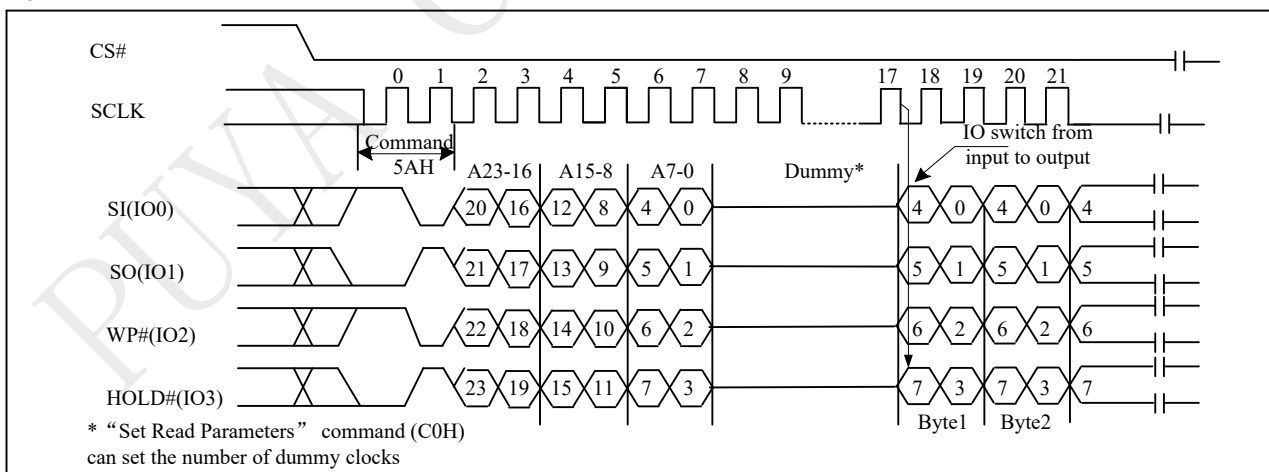 CS#
0 1 2 3 4 5 6 7 8 9 17 18 19 20 21
SCLK
Command
5AH
IO switch from
input to output
A23-16 A15-8 A7-0 Dummy*
SI(IO0) 20 16 12 8 4 0 4 0 4 0 4
SO(IO1) 21 17 13 9 5 1 5 1 5 1 5
WP#(IO2) 22 18 14 10 6 2 6 2 6 2 6
HOLD#(IO3) 23 19 15 11 7 3 7 3 7 3 7
Byte1 Byte2
* “Set Read Parameters” command (C0H)
can set the number of dummy clocks
PUYA